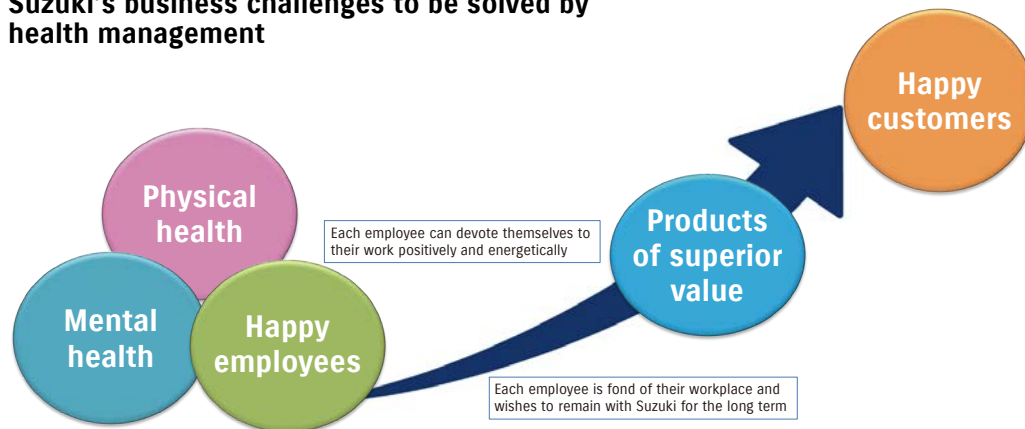 Suzuki's business challenges to be solved by
health management
Happy
customers
Physical
health
Each employee can devote themselves to
their work positively and energetically
Products
of superior
value
Mental
health
Happy
employees
Each employee is fond of their workplace and
wishes to remain with Suzuki for the long term